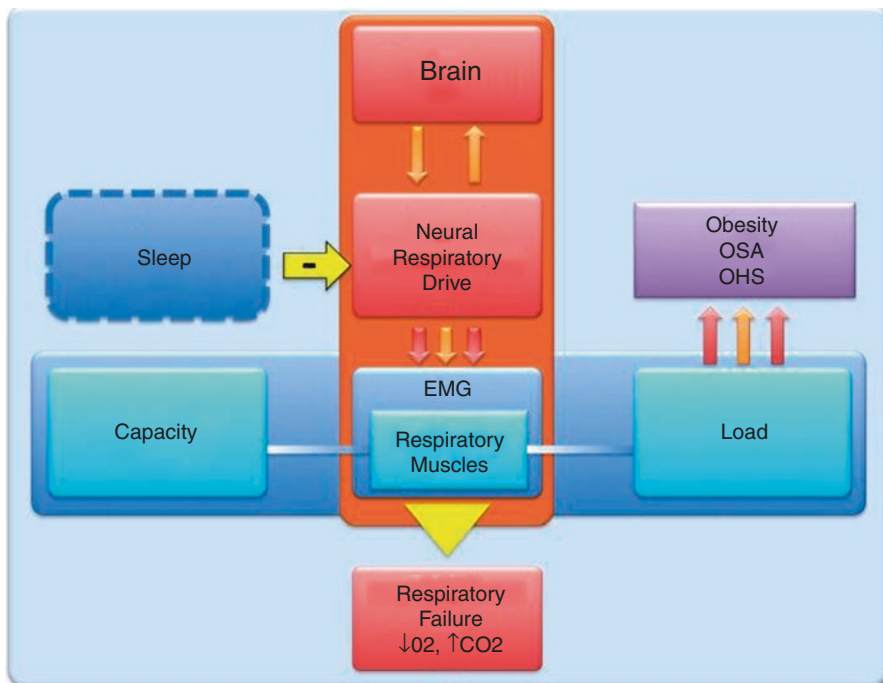 Brain
Sleep
-
Neural
Respiratory
Drive
Obesity
OSA
OHS
Capacity
EMG
Respiratory
Muscles
Load
Respiratory
Failure
↓02, ↑CO2